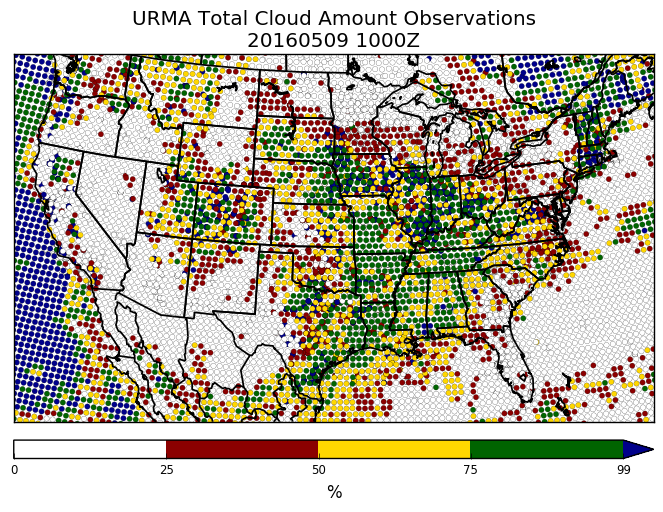 URMA Total Cloud Amount Observations
20160509 1000Z
0 25 50 75 99
%